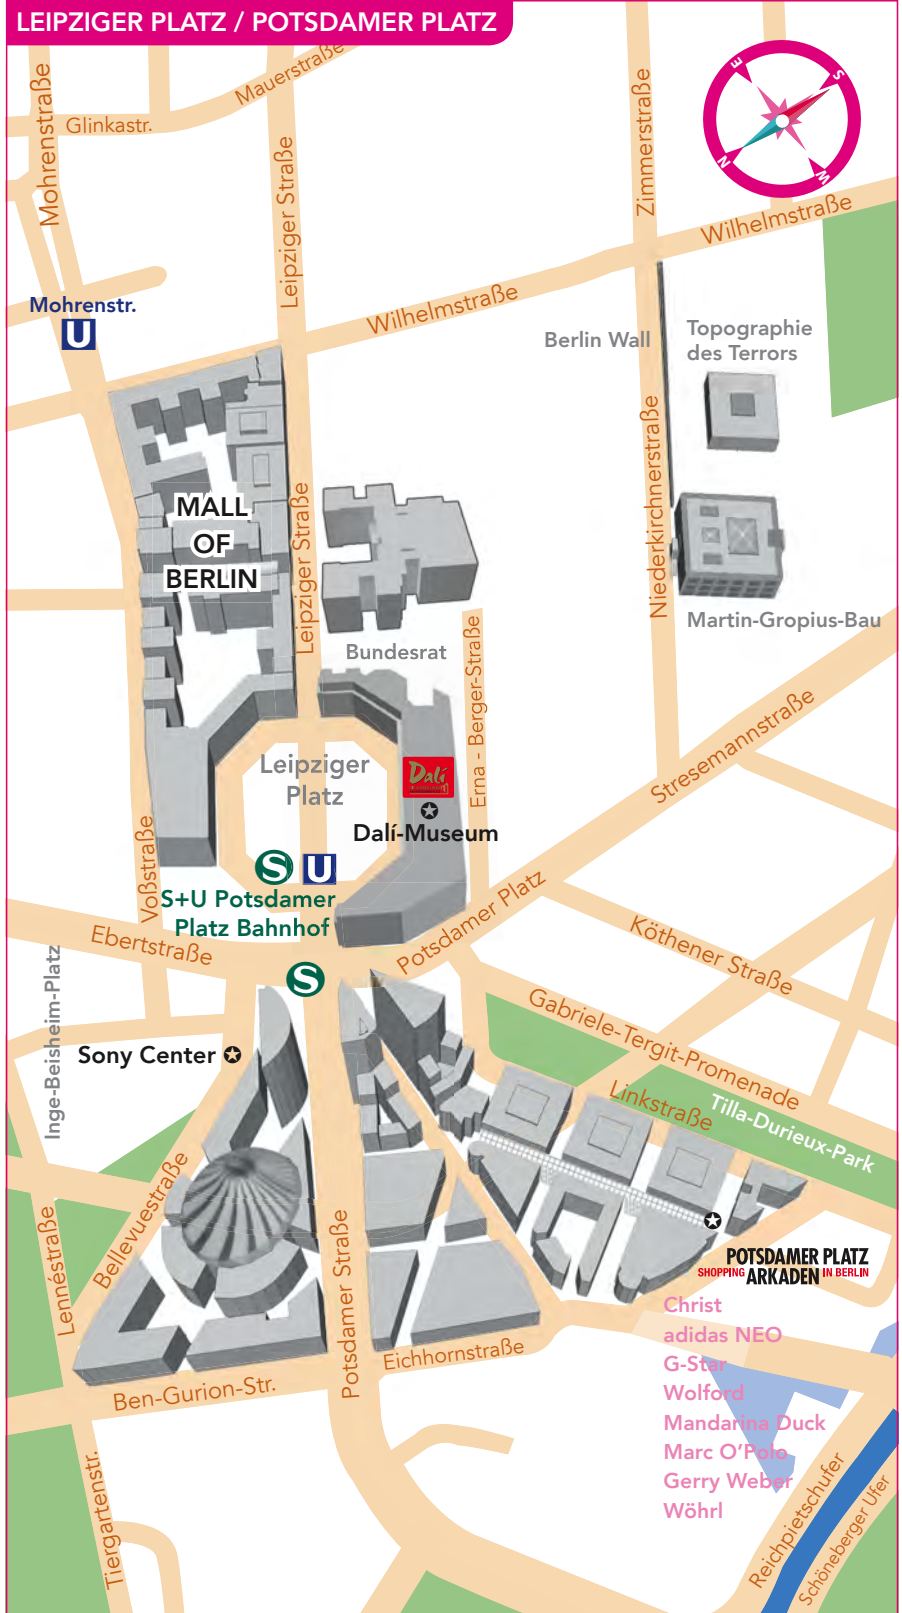 LEIPZIGER PLATZ / POTSDAMER PLATZ
Mohrenstraße
Glinkastr.
Mauerstraße
Leipziger Straße
Zimmerstraße
E
S
N
W
Wilhelmstraße
Wilhelmstraße
Mohrenstr.
U
Berlin Wall
Topographie
des Terrors
Niederkirchnerstraße
MALL
OF
BERLIN
Leipziger Straße
Martin-Gropius-Bau
Bundesrat
Erna - Berger-Straße
Stresemannstraße
Leipziger
Platz
Dalí
Dalí-Museum
Voßstraße
S U
S+U Potsdamer
Platz Bahnhof
Potsdamer Platz
Ebertstraße
Köthener Straße
S
Inge-Beisheim-Platz
Gabriele-Tergit-Promenade
Sony Center
Linkstraße
Tilla-Durieux-Park
Bellevuestraße
Lennéstraße
Potsdamer Straße
POTSDAMER PLATZ
SHOPPING ARKADEN IN BERLIN
Christ
adidas NEO
G-Star
Wolford
Mandarina Duck
Marc O'Polo
Gerry Weber
Wöhrl
Eichhornstraße
Ben-Gurion-Str.
Tiergartenstr.
Reichpietschufer
Schöneberger Ufer